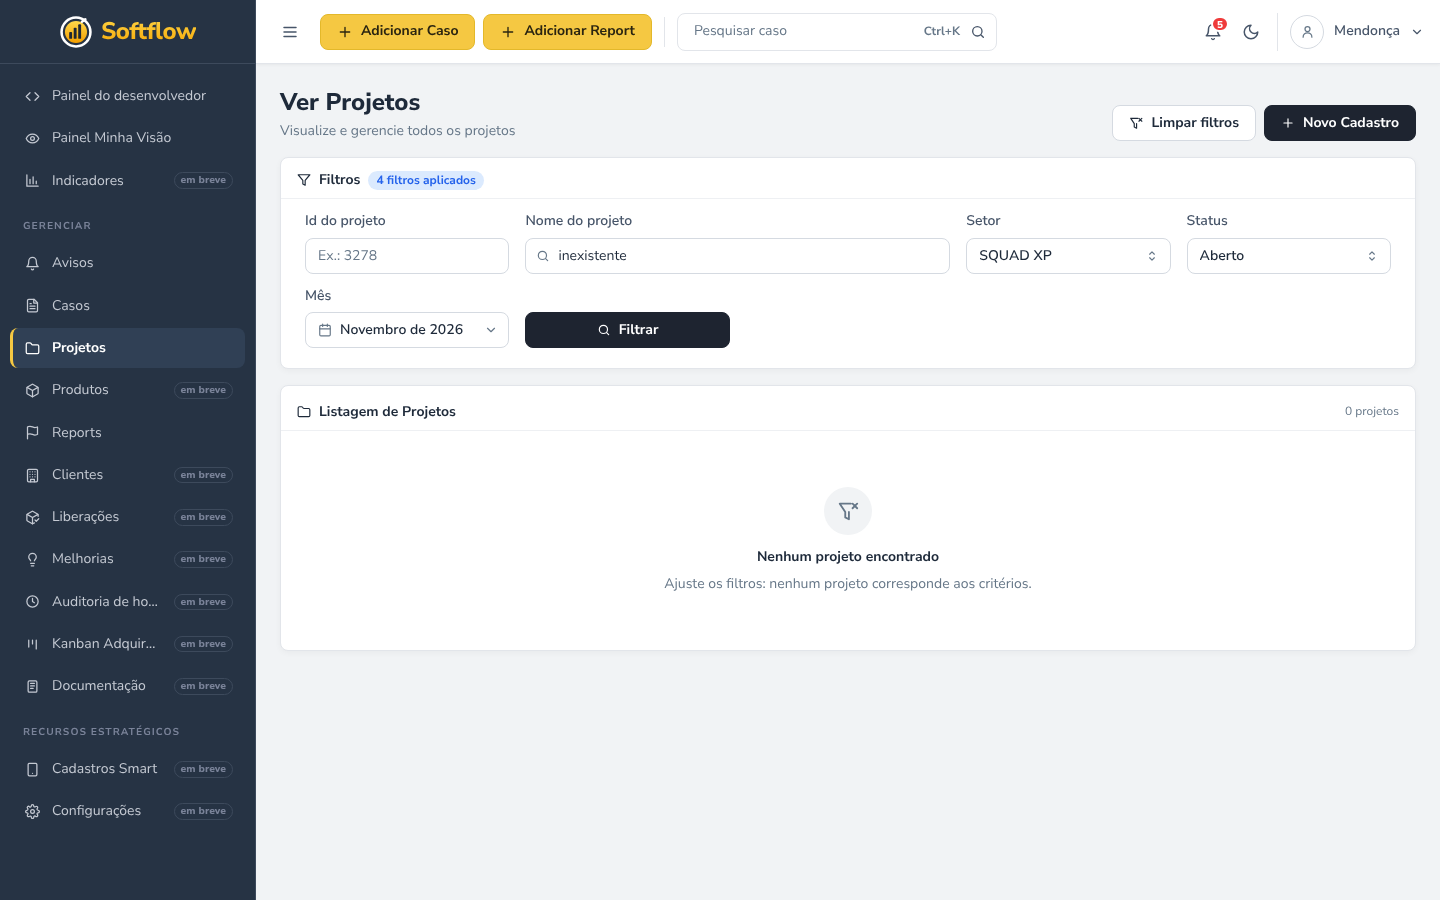 Softflow
Adicionar Caso
Adicionar Report
Pesquisar caso
Ctrl+K
5
Mendonça
Painel do desenvolvedor
Painel Minha Visão
Indicadores
em breve
GERENCIAR
Avisos
Casos
Projetos
Produtos
em breve
Reports
Clientes
em breve
Liberações
em breve
Melhorias
em breve
Auditoria de ho...
em breve
Kanban Adquir...
em breve
Documentação
em breve
RECURSOS ESTRATÉGICOS
Cadastros Smart
em breve
Configurações
em breve
Ver Projetos
Visualize e gerencie todos os projetos
Limpar filtros
Novo Cadastro
Filtros
4 filtros aplicados
Id do projeto
Ex.: 3278
Nome do projeto
inexistente
Setor
SQUAD XP
Status
Aberto
Mês
Novembro de 2026
Filtrar
Listagem de Projetos
0 projetos
Nenhum projeto encontrado
Ajuste os filtros: nenhum projeto corresponde aos critérios.